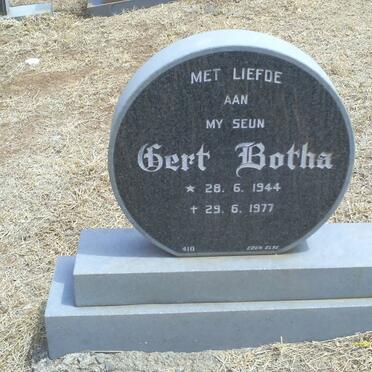 MET LIEFDE
AAN
MY SEUN
Gert Botha
* 28. 6. 1944
+ 29. 6. 1977
410